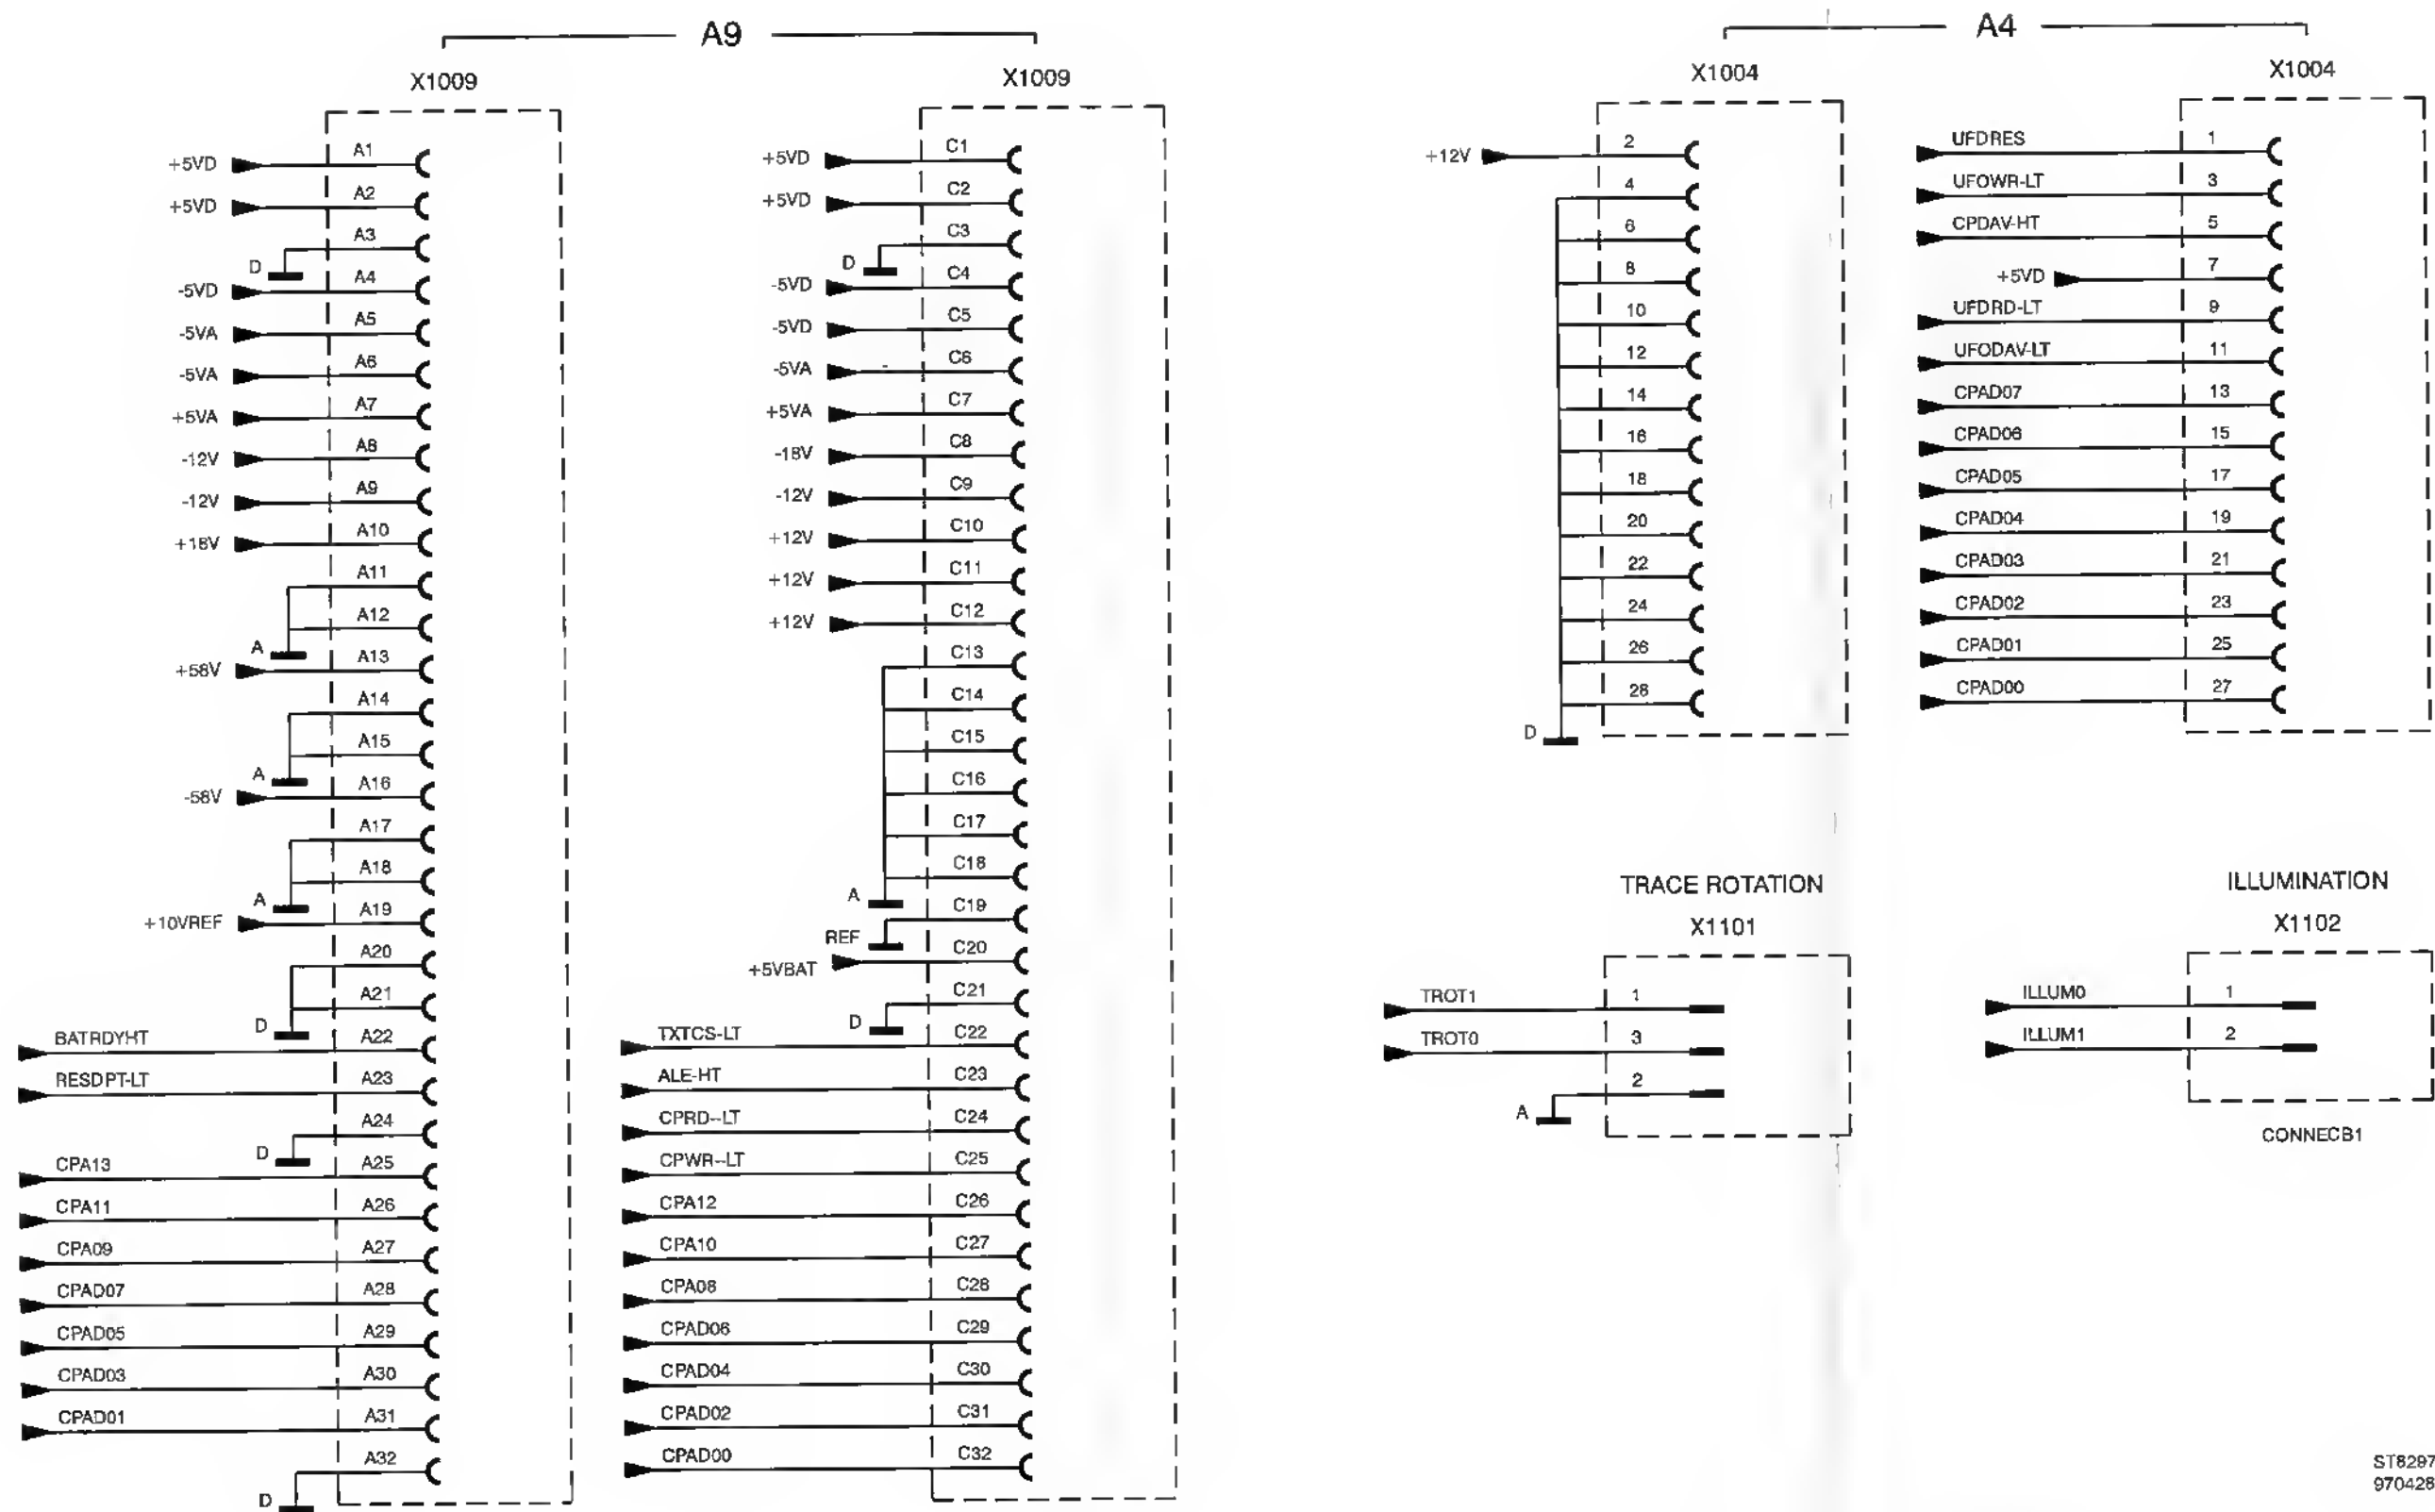 A9
X1009
+5VD A1
+5VD A2
A3
D
-5VD A4
-5VA A5
-5VA A6
+5VA A7
-12V A8
-12V A9
+18V A10
A11
A12
A
+58V A13
A14
A15
A
-58V A16
A17
A18
A
+10VREF A19
A20
A21
D
BATRDYHT A22
RESDPT-LT A23
A24
D
CPA13 A25
CPA11 A26
CPA09 A27
CPAD07 A28
CPAD05 A29
CPAD03 A30
CPAD01 A31
A32
D
X1009
+5VD C1
+5VD C2
C3
D
-5VD C4
-5VD C5
-5VA C6
+5VA C7
-18V C8
-12V C9
+12V C10
+12V C11
+12V C12
C13
C14
C15
C16
C17
C18
A
C19
REF
+5VBAT C20
C21
D
TXTCS-LT C22
ALE-HT C23
CPRD--LT C24
CPWR--LT C25
CPA12 C26
CPA10 C27
CPA08 C28
CPAD06 C29
CPAD04 C30
CPAD02 C31
CPAD00 C32
A4
X1004
+12V 2
4
6
8
10
12
14
16
18
20
22
24
26
28
D
X1004
UFDRES 1
UFOWR-LT 3
CPDAV-HT 5
+5VD 7
UFDRD-LT 9
UFODAV-LT 11
CPAD07 13
CPAD06 15
CPAD05 17
CPAD04 19
CPAD03 21
CPAD02 23
CPAD01 25
CPAD00 27
TRACE ROTATION
X1101
TROT1 1
TROT0 3
2
A
ILLUMINATION
X1102
ILLUM0 1
ILLUM1 2
CONNECB1
ST8297
970428